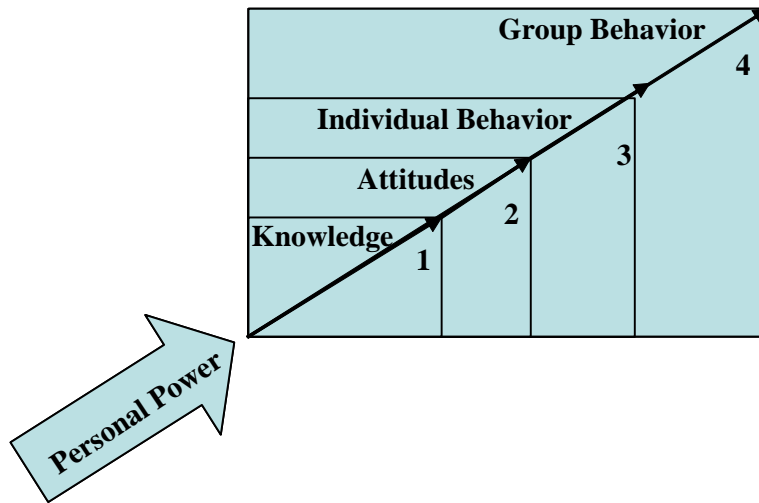 Group Behavior
4
Individual Behavior
3
Attitudes
2
Knowledge
1
Personal Power